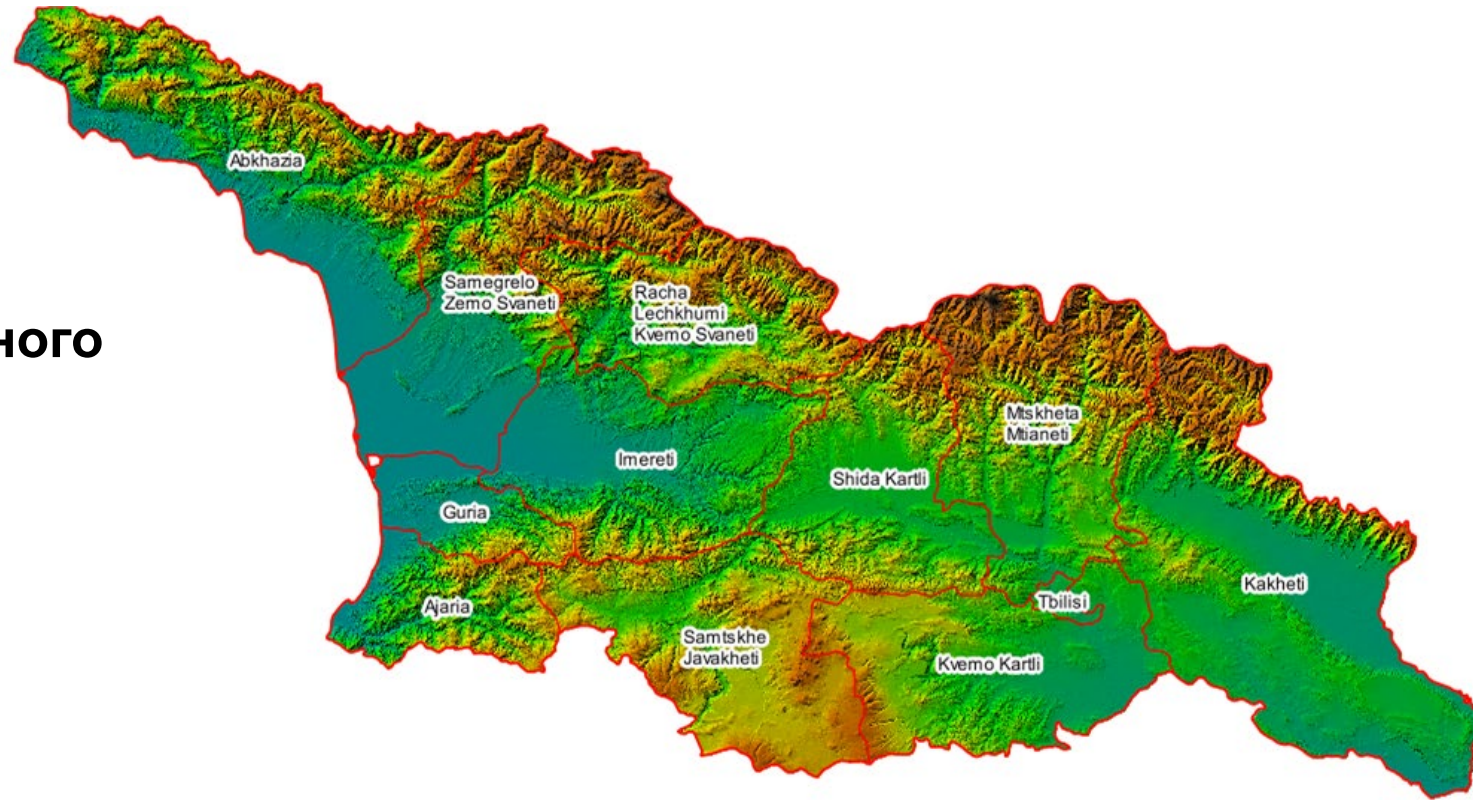 Abkhazia
Samegrelo
Zemo Svaneti
Racha
Lechkhumi
Kvemo Svaneti
ного
Mtskheta
Mtianeti
Imereti
Shida Kartli
Guria
Kakheti
Ajaria
Tbilisi
Samtskhe
Javakheti
Kvemo Kartli